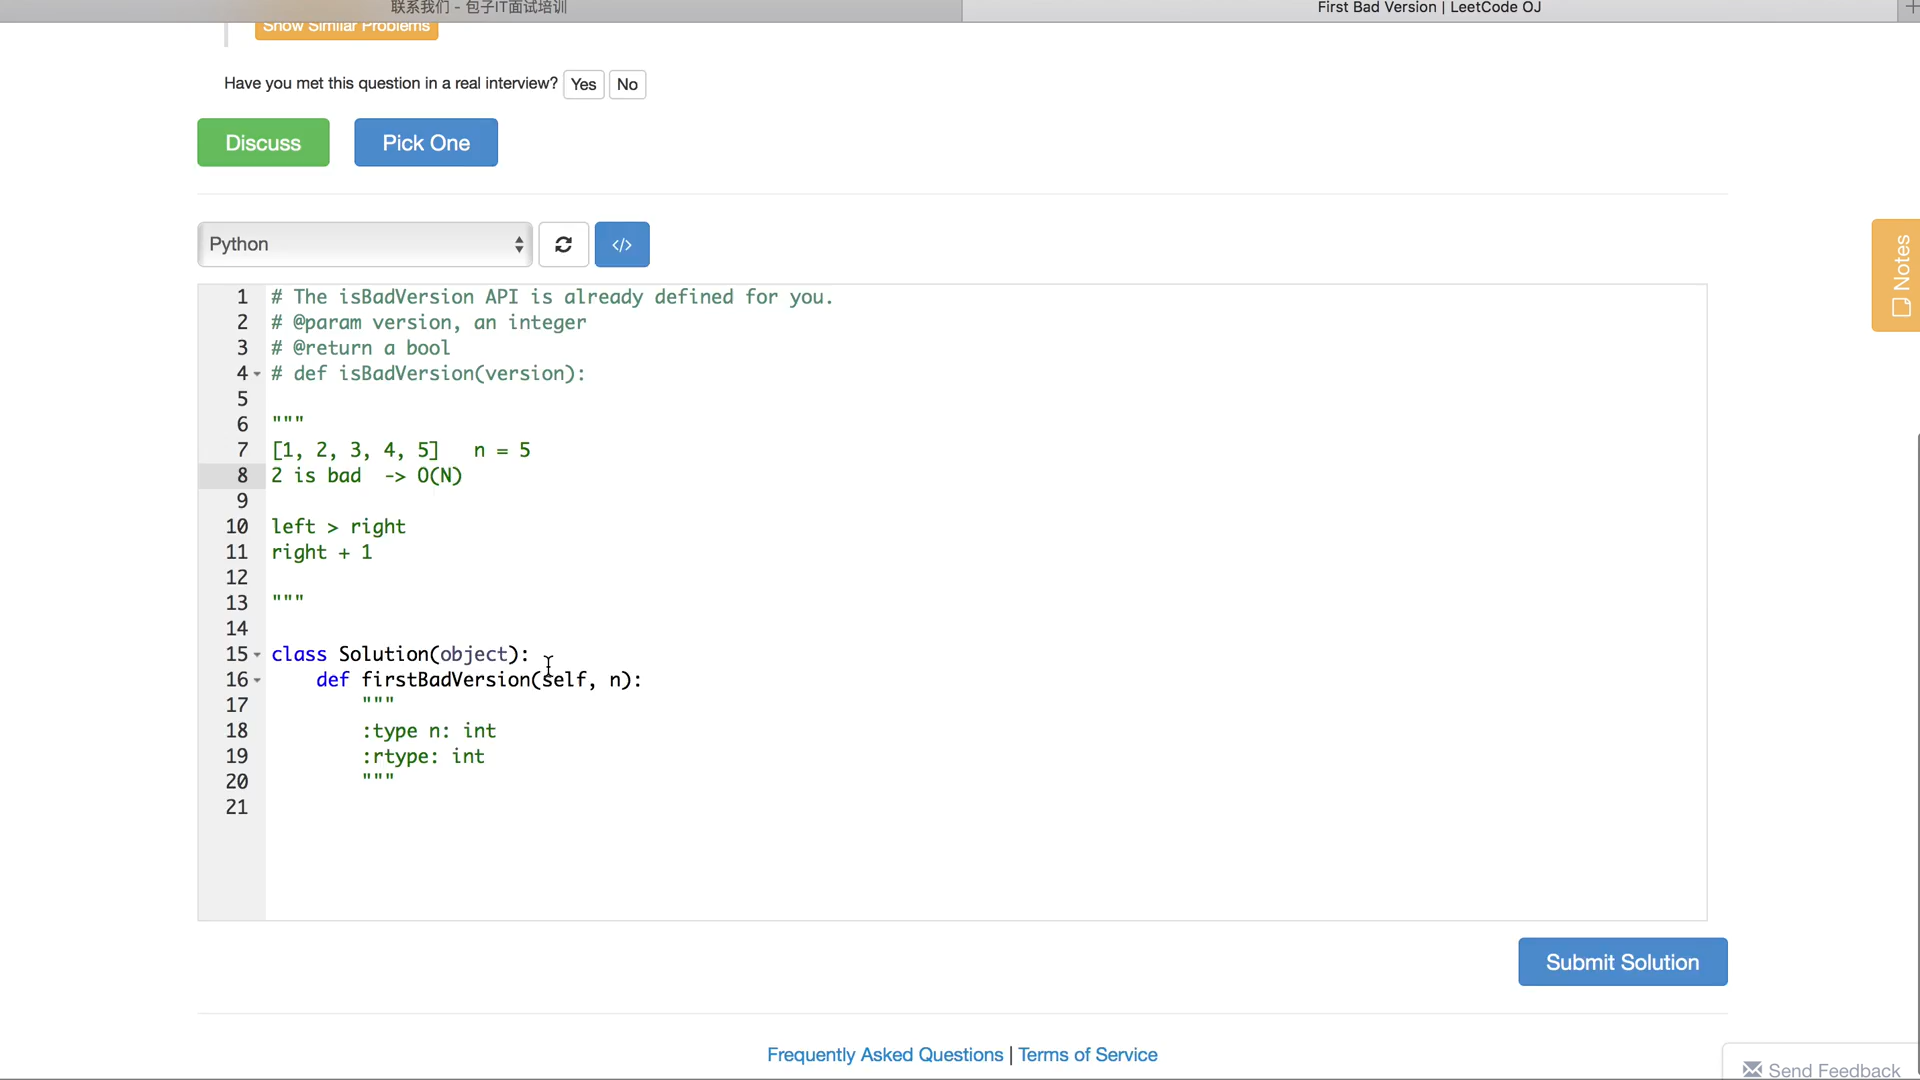 联系我们 - 包子IT面试培训
First Bad Version | LeetCode OJ
Show Similar Problems
Have you met this question in a real interview? Yes No
Discuss Pick One
Python
</>
Notes
1 # The isBadVersion API is already defined for you.
2 # @param version, an integer
3 # @return a bool
4 # def isBadVersion(version):
5
6 """
7 [1, 2, 3, 4, 5]   n = 5
8 2 is bad  -> O(N)
9
10 left > right
11 right + 1
12
13 """
14
15 class Solution(object):
16     def firstBadVersion(self, n):
17         """
18         :type n: int
19         :rtype: int
20         """
21
Submit Solution
Frequently Asked Questions | Terms of Service
Send Feedback